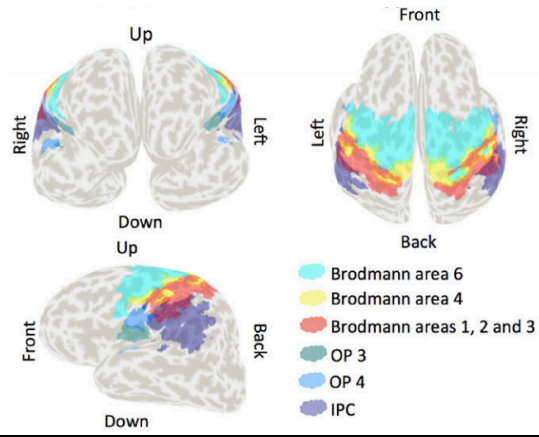 Up
Right
Left
Down
Front
Left
Right
Back
Up
Front
Back
Down
Brodmann area 6
Brodmann area 4
Brodmann areas 1, 2 and 3
OP 3
OP 4
IPC